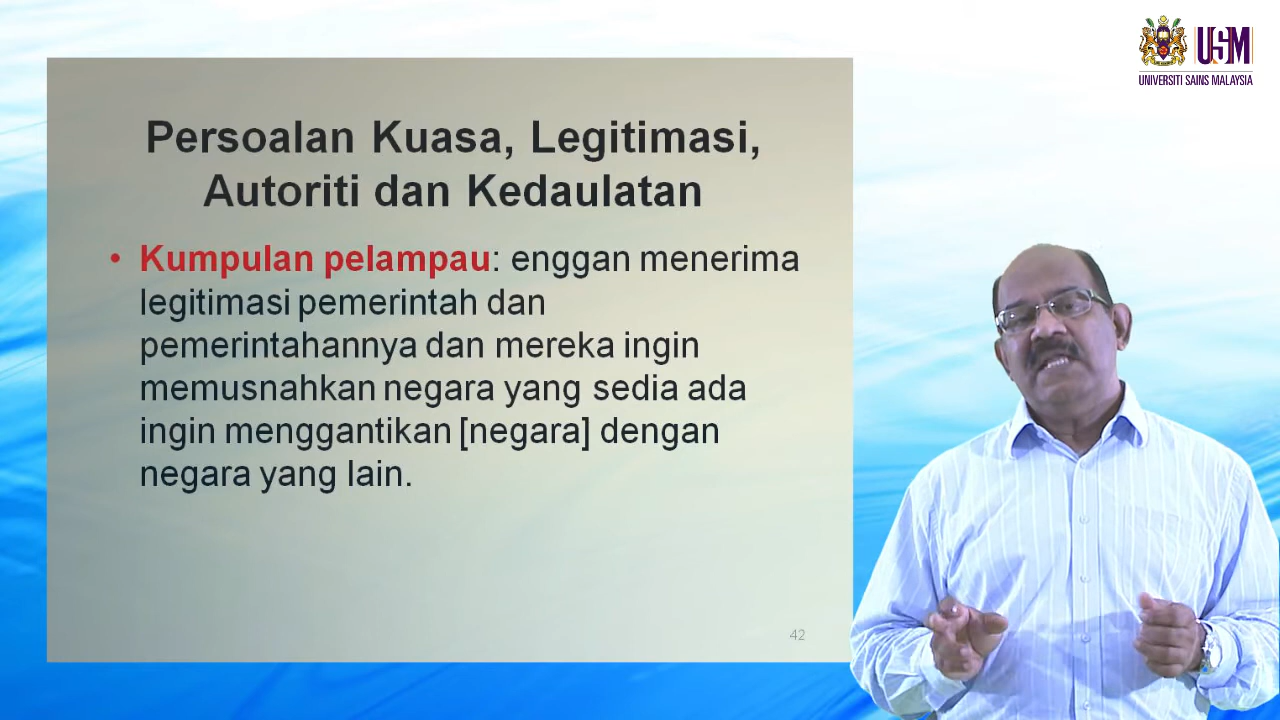 USM
UNIVERSITI SAINS MALAYSIA
Persoalan Kuasa, Legitimasi,
Autoriti dan Kedaulatan
• Kumpulan pelampau: enggan menerima
legitimasi pemerintah dan
pemerintahannya dan mereka ingin
memusnahkan negara yang sedia ada
ingin menggantikan [negara] dengan
negara yang lain.
42